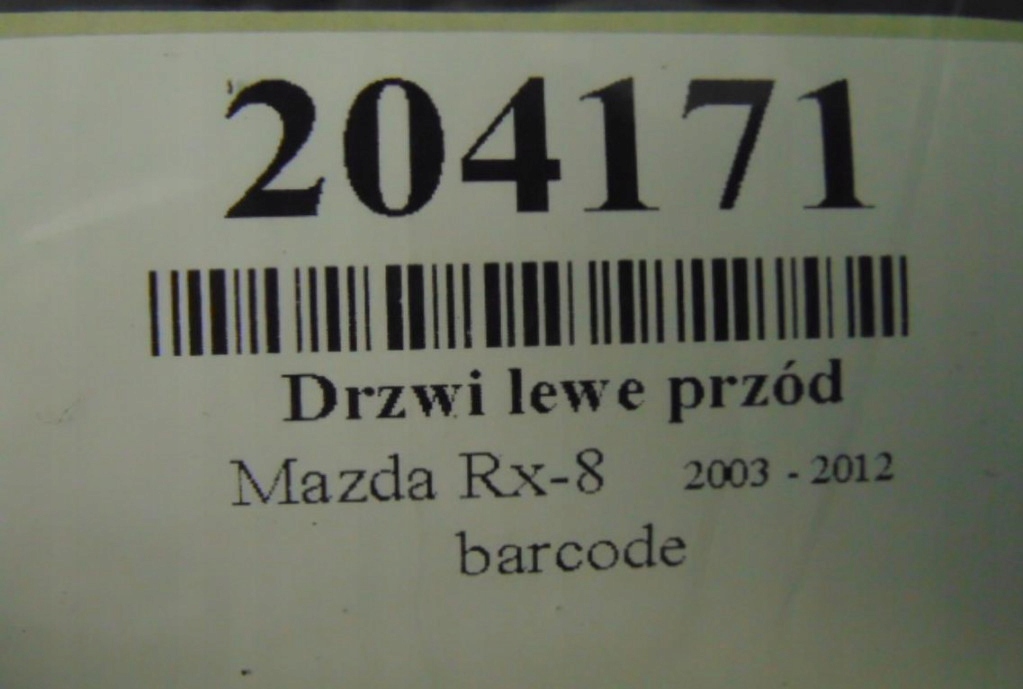 204171
Drzwi lewe przód
Mazda Rx-8 2003 - 2012
barcode